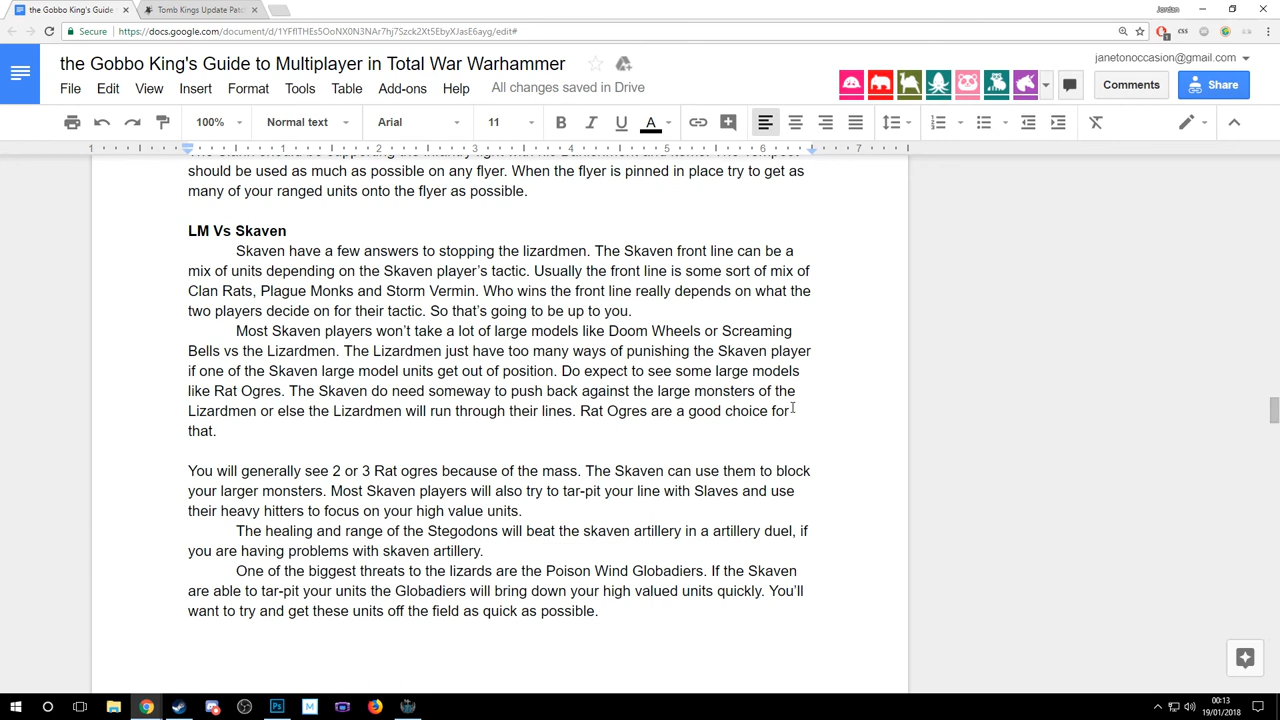 the Gobbo King's Guide
Tomb Kings Update Patc
Jordan
Secure
https://docs.google.com/document/d/1YFfITHEs5OoNX0N3NAr7hj7Szck2Xt5EbyXJasE6ayg/edit#
the Gobbo King's Guide to Multiplayer in Total War Warhammer
janetonoccasion@gmail.com
File Edit View Insert Format Tools Table Add-ons Help All changes saved in Drive
Comments
Share
100% Normal text Arial 11
1 1 2 3 4 5 6 7
should be used as much as possible on any flyer. When the flyer is pinned in place try to get as
many of your ranged units onto the flyer as possible.
LM Vs Skaven
Skaven have a few answers to stopping the lizardmen. The Skaven front line can be a
mix of units depending on the Skaven player's tactic. Usually the front line is some sort of mix of
Clan Rats, Plague Monks and Storm Vermin. Who wins the front line really depends on what the
two players decide on for their tactic. So that's going to be up to you.
Most Skaven players won't take a lot of large models like Doom Wheels or Screaming
Bells vs the Lizardmen. The Lizardmen just have too many ways of punishing the Skaven player
if one of the Skaven large model units get out of position. Do expect to see some large models
like Rat Ogres. The Skaven do need someway to push back against the large monsters of the
Lizardmen or else the Lizardmen will run through their lines. Rat Ogres are a good choice for
that.
You will generally see 2 or 3 Rat ogres because of the mass. The Skaven can use them to block
your larger monsters. Most Skaven players will also try to tar-pit your line with Slaves and use
their heavy hitters to focus on your high value units.
The healing and range of the Stegodons will beat the skaven artillery in a artillery duel, if
you are having problems with skaven artillery.
One of the biggest threats to the lizards are the Poison Wind Globadiers. If the Skaven
are able to tar-pit your units the Globadiers will bring down your high valued units quickly. You'll
want to try and get these units off the field as quick as possible.
00:13
19/01/2018